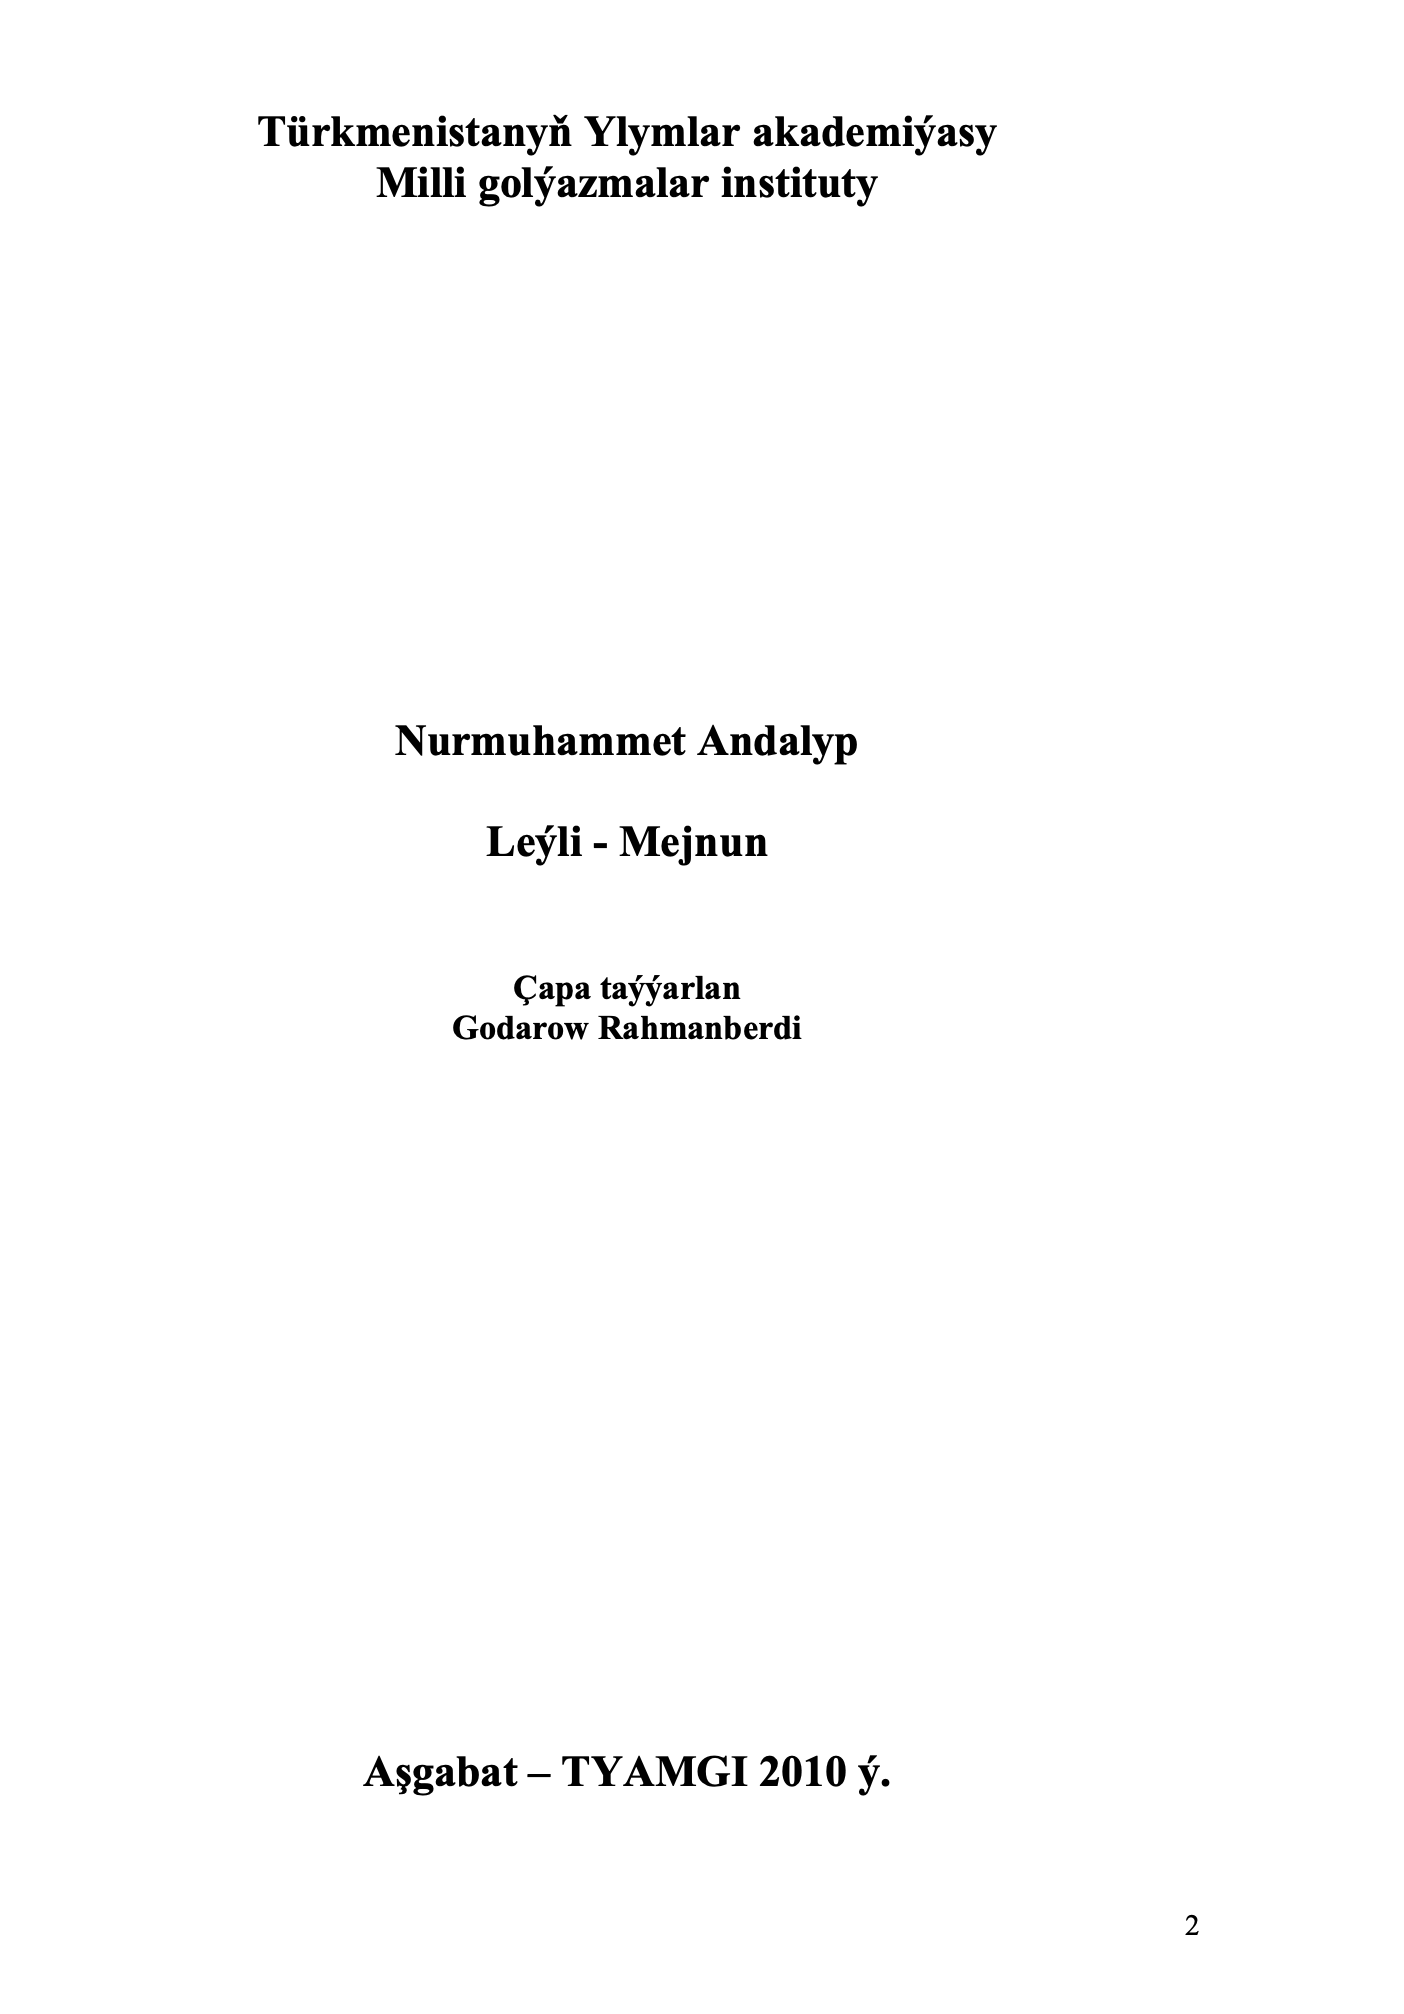 Türkmenistanyň Ylymlar akademiýasy
Milli golýazmalar instituty
Nurmuhammet Andalyp
Leýli - Mejnun
Çapa taýýarlan
Godarow Rahmanberdi
Aşgabat – TYAMGI 2010 ý.
2